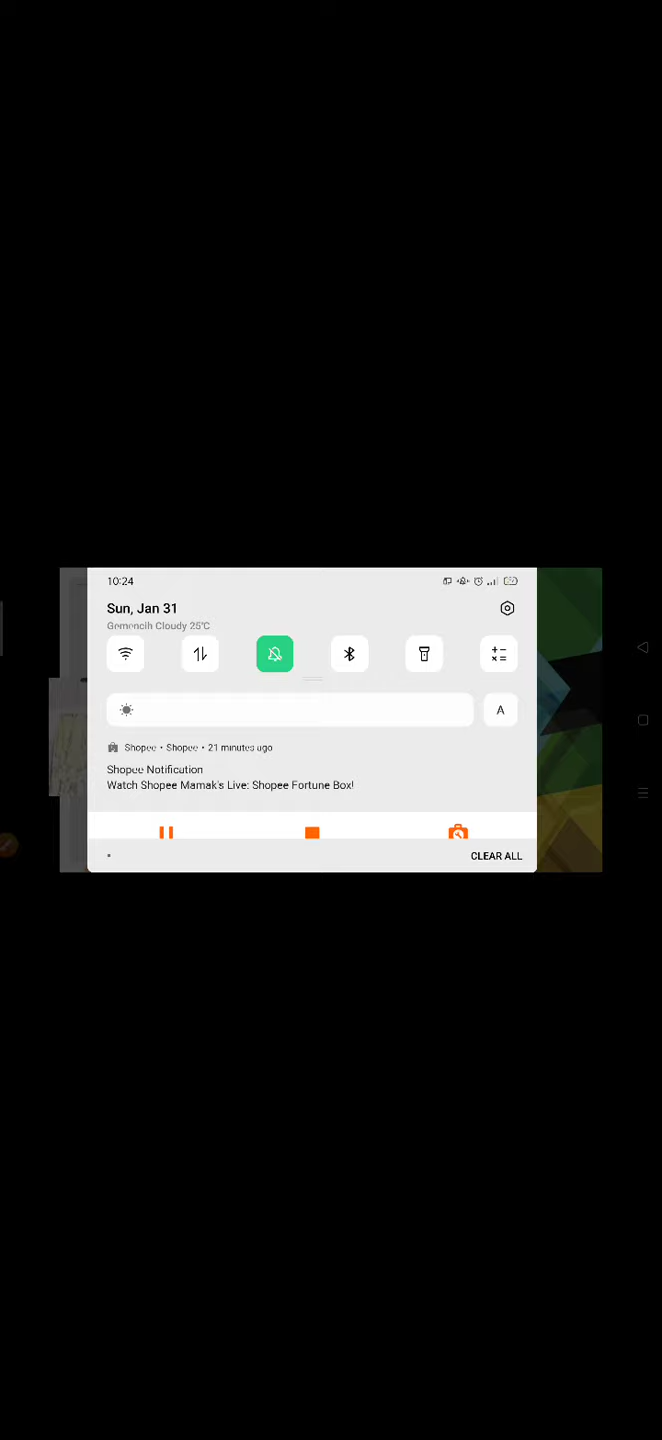 10:24
Sun, Jan 31
Gemencih Cloudy 25°C
A
Shopee • Shopee • 21 minutes ago
Shopee Notification
Watch Shopee Mamak's Live: Shopee Fortune Box!
CLEAR ALL